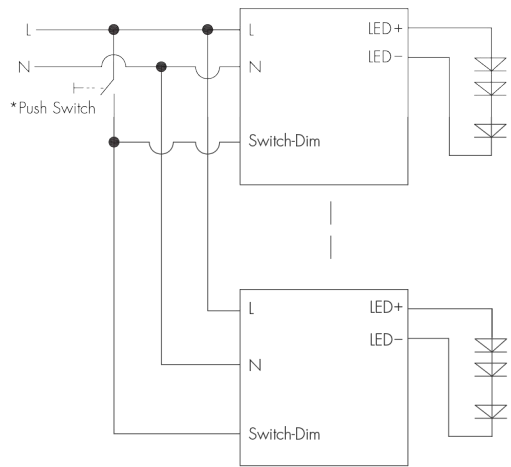 L
L
LED+
N
N
LED−
*Push Switch
Switch-Dim
L
LED+
LED−
N
Switch-Dim